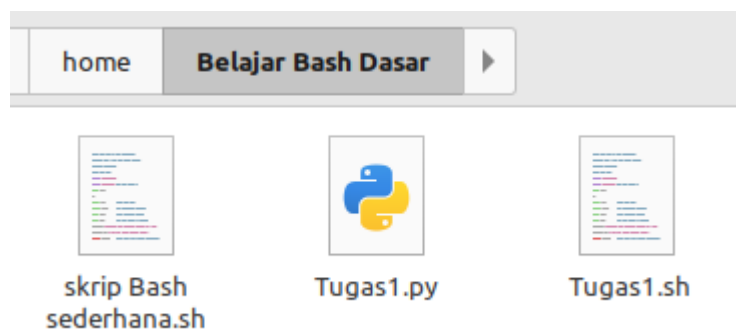 home
Belajar Bash Dasar
skrip Bash
sederhana.sh
Tugas1.py
Tugas1.sh